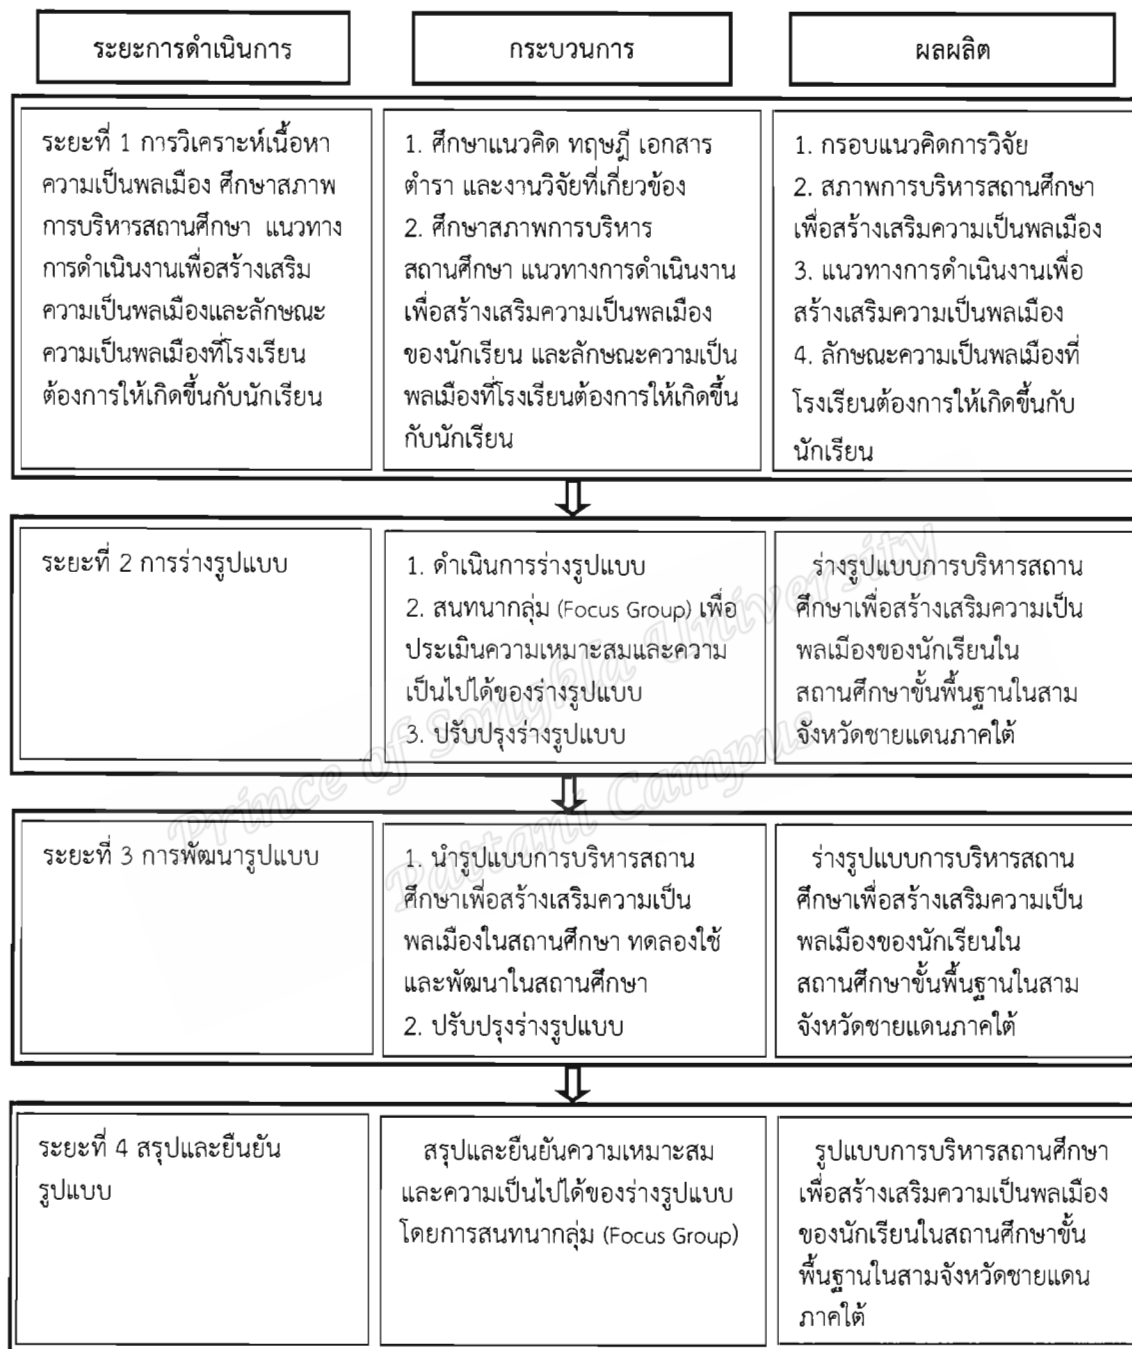 ระยะการดำเนินการ
กระบวนการ
ผลผลิต
ระยะที่ 1 การวิเคราะห์เนื้อหา
ความเป็นพลเมือง ศึกษาสภาพ
การบริหารสถานศึกษา แนวทาง
การดำเนินงานเพื่อสร้างเสริม
ความเป็นพลเมืองและลักษณะ
ความเป็นพลเมืองที่โรงเรียน
ต้องการให้เกิดขึ้นกับนักเรียน
1. ศึกษาแนวคิด ทฤษฎี เอกสาร
ตำรา และงานวิจัยที่เกี่ยวข้อง
2. ศึกษาสภาพการบริหาร
สถานศึกษา แนวทางการดำเนินงาน
เพื่อสร้างเสริมความเป็นพลเมือง
ของนักเรียน และลักษณะความเป็น
พลเมืองที่โรงเรียนต้องการให้เกิดขึ้น
กับนักเรียน
1. กรอบแนวคิดการวิจัย
2. สภาพการบริหารสถานศึกษา
เพื่อสร้างเสริมความเป็นพลเมือง
3. แนวทางการดำเนินงานเพื่อ
สร้างเสริมความเป็นพลเมือง
4. ลักษณะความเป็นพลเมืองที่
โรงเรียนต้องการให้เกิดขึ้นกับ
นักเรียน
ระยะที่ 2 การร่างรูปแบบ
1. ดำเนินการร่างรูปแบบ
2. สนทนากลุ่ม (Focus Group) เพื่อ
ประเมินความเหมาะสมและความ
เป็นไปได้ของร่างรูปแบบ
3. ปรับปรุงร่างรูปแบบ
ร่างรูปแบบการบริหารสถาน
ศึกษาเพื่อสร้างเสริมความเป็น
พลเมืองของนักเรียนใน
สถานศึกษาขั้นพื้นฐานในสาม
จังหวัดชายแดนภาคใต้
ระยะที่ 3 การพัฒนารูปแบบ
1. นำรูปแบบการบริหารสถาน
ศึกษาเพื่อสร้างเสริมความเป็น
พลเมืองในสถานศึกษา ทดลองใช้
และพัฒนาในสถานศึกษา
2. ปรับปรุงร่างรูปแบบ
ร่างรูปแบบการบริหารสถาน
ศึกษาเพื่อสร้างเสริมความเป็น
พลเมืองของนักเรียนใน
สถานศึกษาขั้นพื้นฐานในสาม
จังหวัดชายแดนภาคใต้
ระยะที่ 4 สรุปและยืนยัน
รูปแบบ
สรุปและยืนยันความเหมาะสม
และความเป็นไปได้ของร่างรูปแบบ
โดยการสนทนากลุ่ม (Focus Group)
รูปแบบการบริหารสถานศึกษา
เพื่อสร้างเสริมความเป็นพลเมือง
ของนักเรียนในสถานศึกษาขั้น
พื้นฐานในสามจังหวัดชายแดน
ภาคใต้
Prince of Songkla University
Pattani Campus